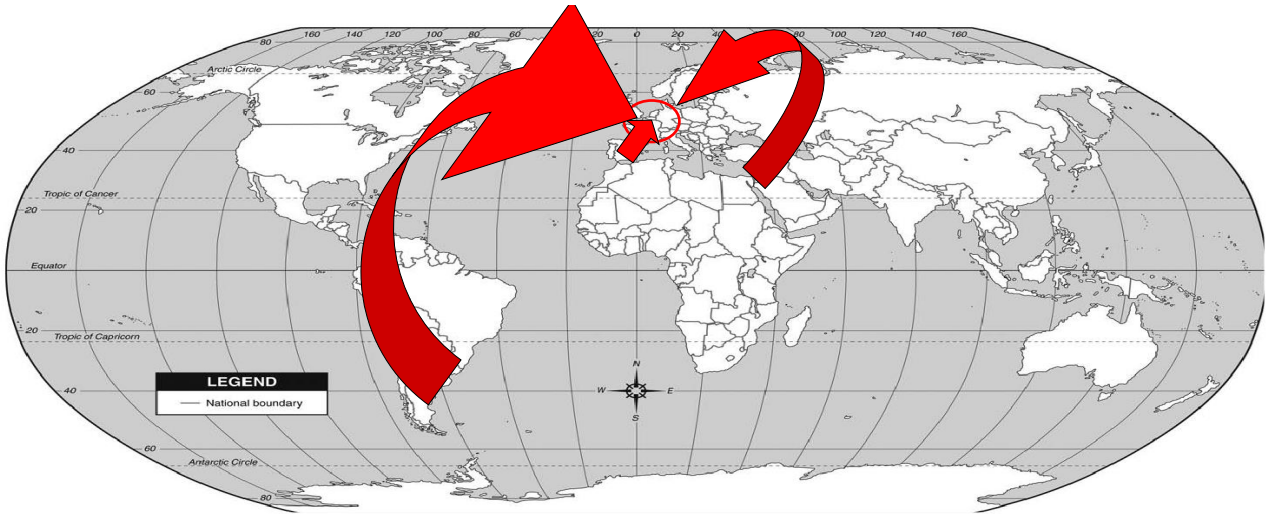 160 140 120 100 80 60 20 0 20 40 80 100 120 140 160
80
Arctic Circle
60
40
Tropic of Cancer
20
Equator
20
Tropic of Capricorn
N
LEGEND
W E
40
National boundary
S
60
Antarctic Circle
80